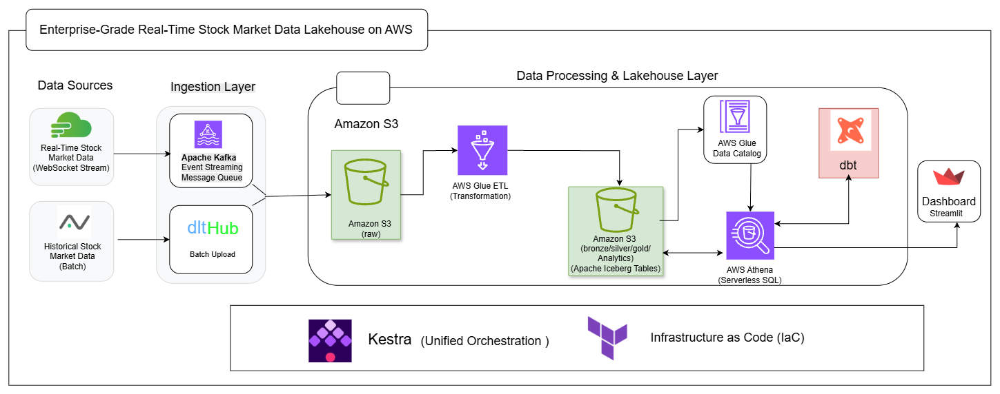 Enterprise-Grade Real-Time Stock Market Data Lakehouse on AWS
Data Sources
Real-Time Stock
Market Data
(WebSocket Stream)
Historical Stock
Market Data
(Batch)
Ingestion Layer
K
Apache Kafka
Event Streaming
Message Queue
dltHub
Batch Upload
Data Processing & Lakehouse Layer
Amazon S3
Amazon S3
(raw)
AWS Glue ETL
(Transformation)
Amazon S3
(bronze/silver/gold/
Analytics)
(Apache Iceberg Tables)
AWS Glue
Data Catalog
AWS Athena
(Serverless SQL)
dbt
Dashboard
Streamlit
Kestra (Unified Orchestration )
Infrastructure as Code (IaC)